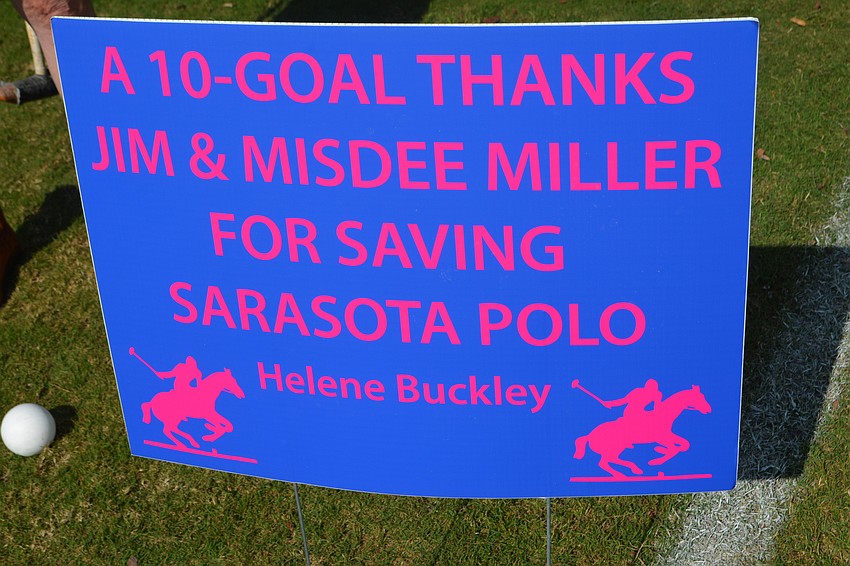 A 10-GOAL THANKS
JIM & MISDEE MILLER
FOR SAVING
SARASOTA POLO
Helene Buckley